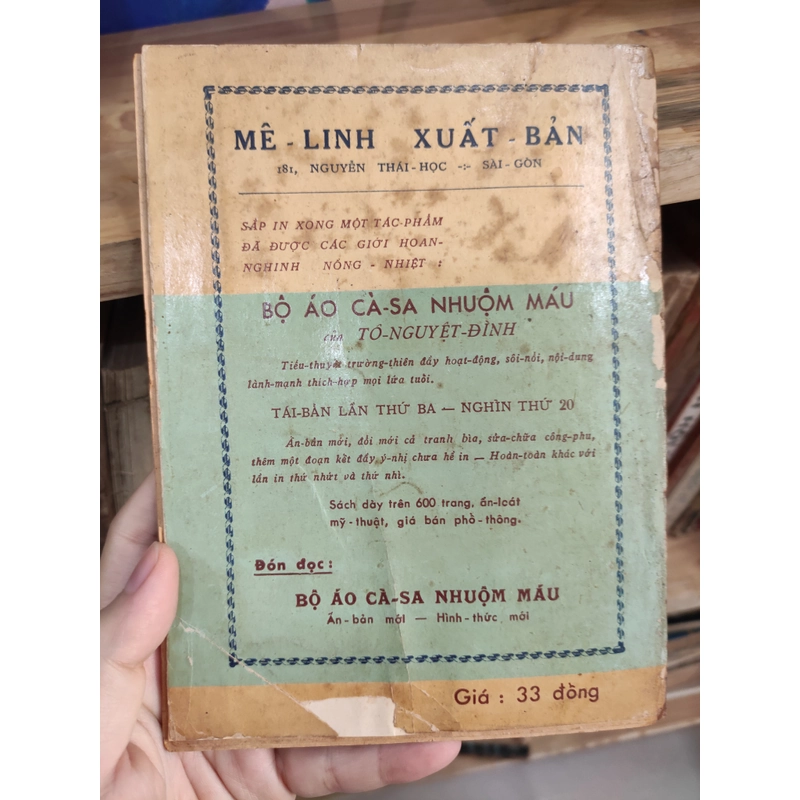 MÊ - LINH XUẤT - BẢN
181, NGUYỄN THÁI - HỌC -:- SÀI - GÒN
SẮP IN XONG MỘT TÁC-PHẨM
ĐÃ ĐƯỢC CÁC GIỚI HOAN-
NGHINH NỒNG - NHIỆT :
BỘ ÁO CÀ-SA NHUỘM MÁU
của TÔ-NGUYỆT-ĐÌNH
Tiểu-thuyết trường-thiên đầy hoạt-động, sôi-nổi, nội-dung
lành-mạnh thích-hợp mọi lứa tuổi.
TÁI-BẢN LẦN THỨ BA — NGHÌN THỨ 20
Ấn-bản mới, đổi mới cả tranh bìa, sửa-chữa công-phu,
thêm một đoạn kết đầy ý-nhị chưa hề in — Hoàn-toàn khác với
lần in thứ nhứt và thứ nhì.
Sách dày trên 600 trang, ấn-loát
mỹ-thuật, giá bán phổ-thông.
Đón đọc :
BỘ ÁO CÀ-SA NHUỘM MÁU
Ấn-bản mới — Hình-thức mới
Giá : 33 đồng